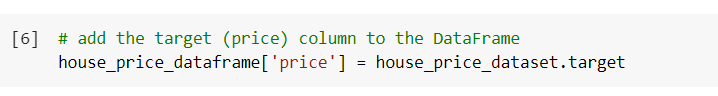 [6] # add the target (price) column to the DataFrame
house_price_dataframe['price'] = house_price_dataset.target